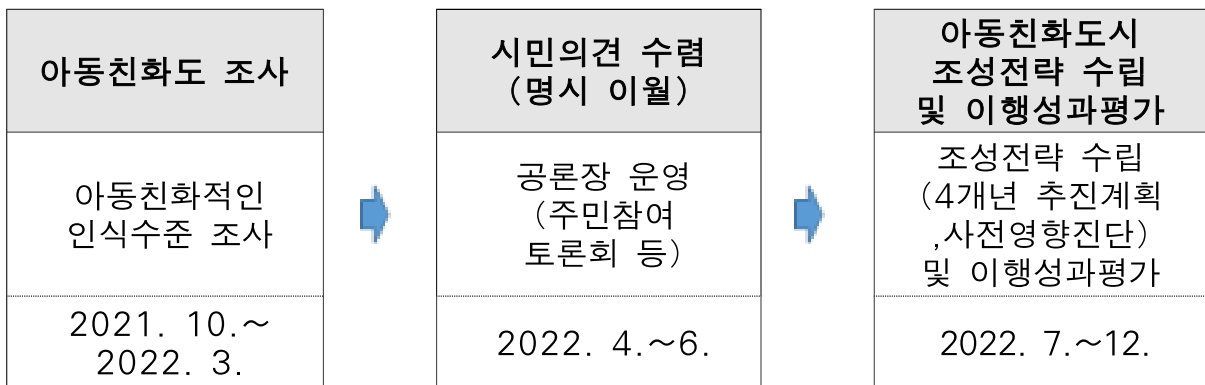 아동친화도 조사
아동친화적인
인식수준 조사
2021. 10.~
2022. 3.
시민의견 수렴
(명시 이월)
공론장 운영
(주민참여
토론회 등)
2022. 4.~6.
아동친화도시
조성전략 수립
및 이행성과평가
조성전략 수립
(4개년 추진계획
,사전영향진단)
및 이행성과평가
2022. 7.~12.